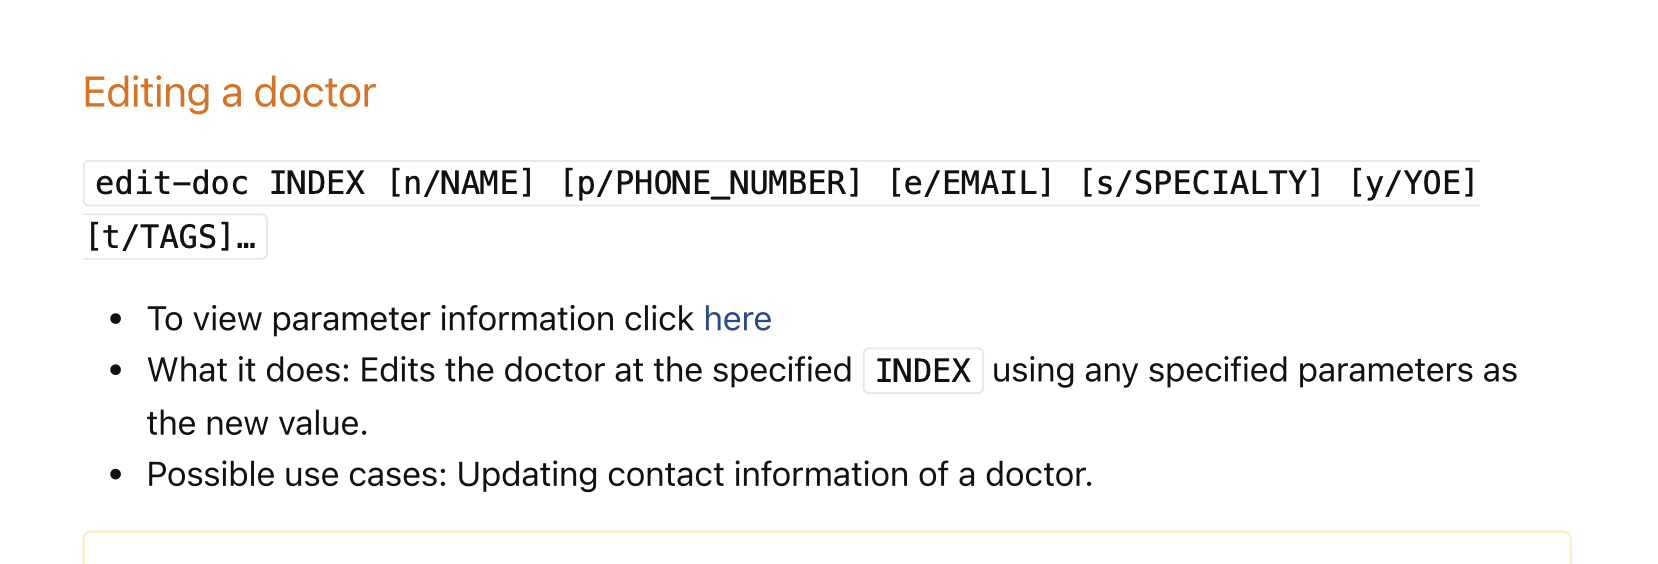 Editing a doctor
edit-doc INDEX [n/NAME] [p/PHONE_NUMBER] [e/EMAIL] [s/SPECIALTY] [y/YOE]
[t/TAGS]…
• To view parameter information click here
• What it does: Edits the doctor at the specified INDEX using any specified parameters as
the new value.
• Possible use cases: Updating contact information of a doctor.